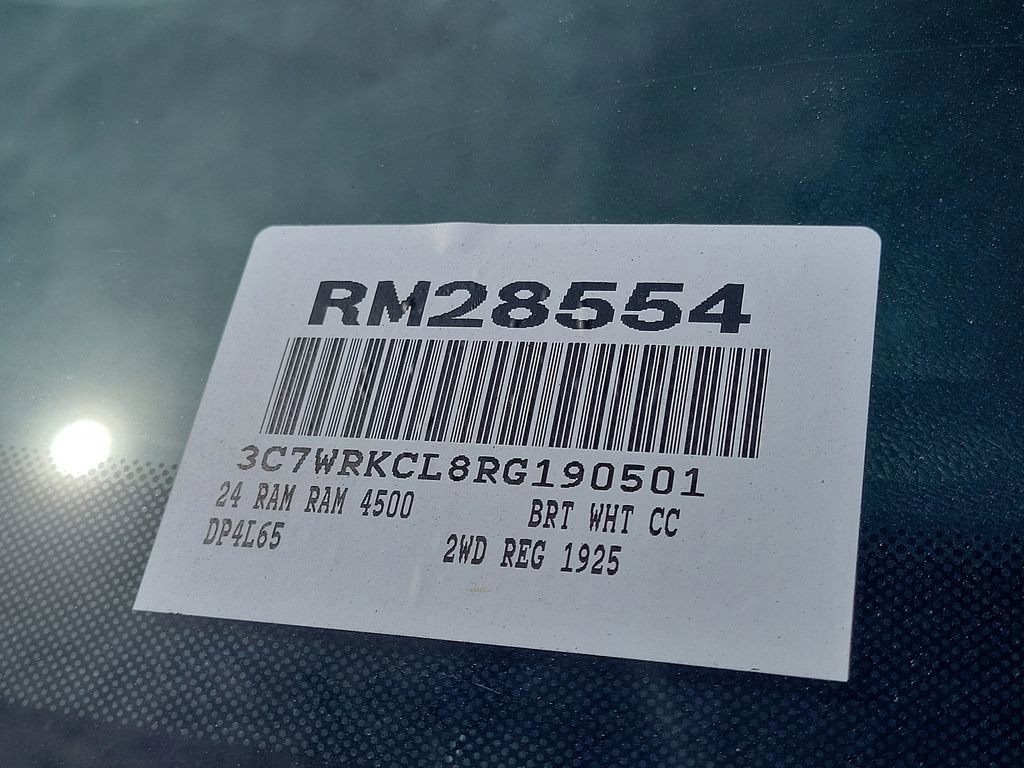 RM28554
3C7WRKCL8RG190501
24 RAM RAM 4500 BRT WHT CC
DP4L65 2WD REG 1925